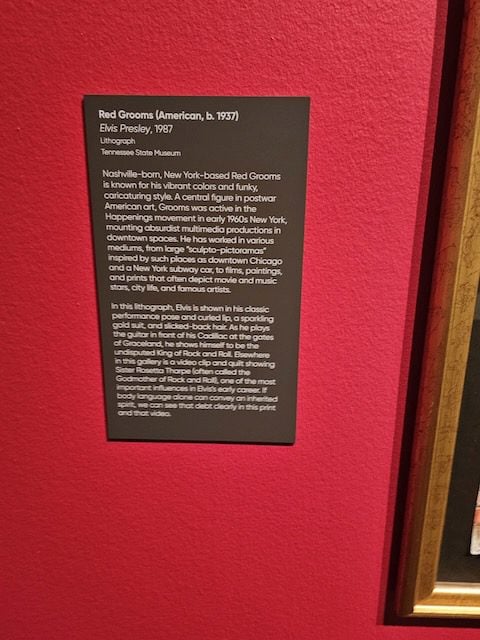 Red Grooms (American, b. 1937)
Elvis Presley, 1987
Lithograph
Tennessee State Museum
Nashville-born, New York-based Red Grooms
is known for his vibrant colors and funky,
caricaturing style. A central figure in postwar
American art, Grooms was active in the
Happenings movement in early 1960s New York,
mounting absurdist multimedia productions in
downtown spaces. He has worked in various
mediums, from large "sculpto-pictoramas"
inspired by such places as downtown Chicago
and a New York subway car, to films, paintings,
and prints that often depict movie and music
stars, city life, and famous artists.
In this lithograph, Elvis is shown in his classic
performance pose and curled lip, a sparkling
gold suit, and slicked-back hair. As he plays
the guitar in front of his Cadillac at the gates
of Graceland, he shows himself to be the
undisputed King of Rock and Roll. Elsewhere
in this gallery is a video clip and quilt showing
Sister Rosetta Tharpe (often called the
Godmother of Rock and Roll), one of the most
important influences in Elvis's early career. If
body language alone can convey an inherited
spirit, we can see that debt clearly in this print
and that video.